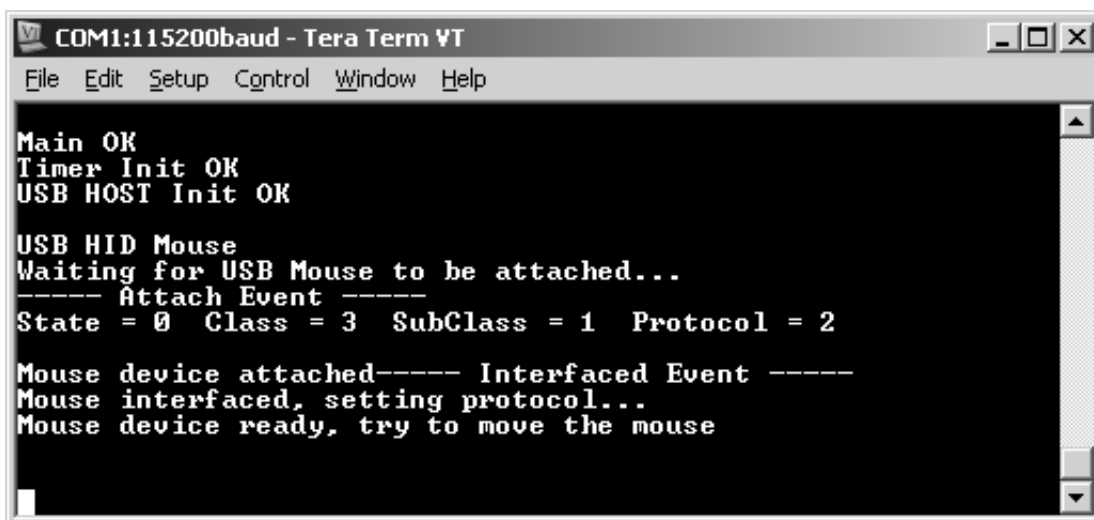 COM1:115200baud - Tera Term VT
File Edit Setup Control Window Help
Main OK
Timer Init OK
USB HOST Init OK
USB HID Mouse
Waiting for USB Mouse to be attached...
----- Attach Event -----
State = 0  Class = 3  SubClass = 1  Protocol = 2
Mouse device attached----- Interfaced Event -----
Mouse interfaced, setting protocol...
Mouse device ready, try to move the mouse